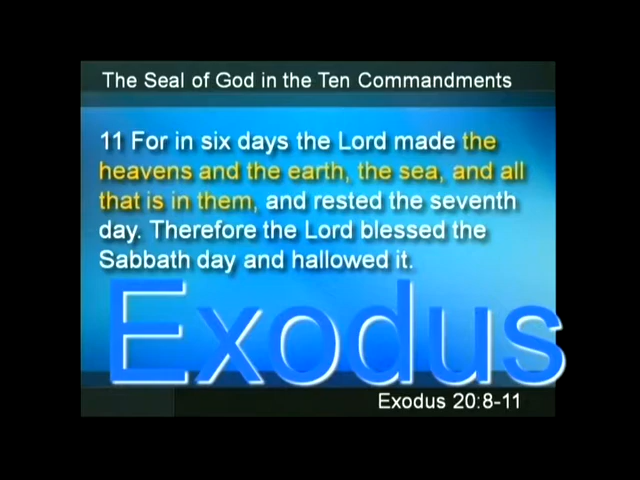 The Seal of God in the Ten Commandments
11 For in six days the Lord made the
heavens and the earth, the sea, and all
that is in them, and rested the seventh
day. Therefore the Lord blessed the
Sabbath day and hallowed it.
Exodus
Exodus 20:8-11